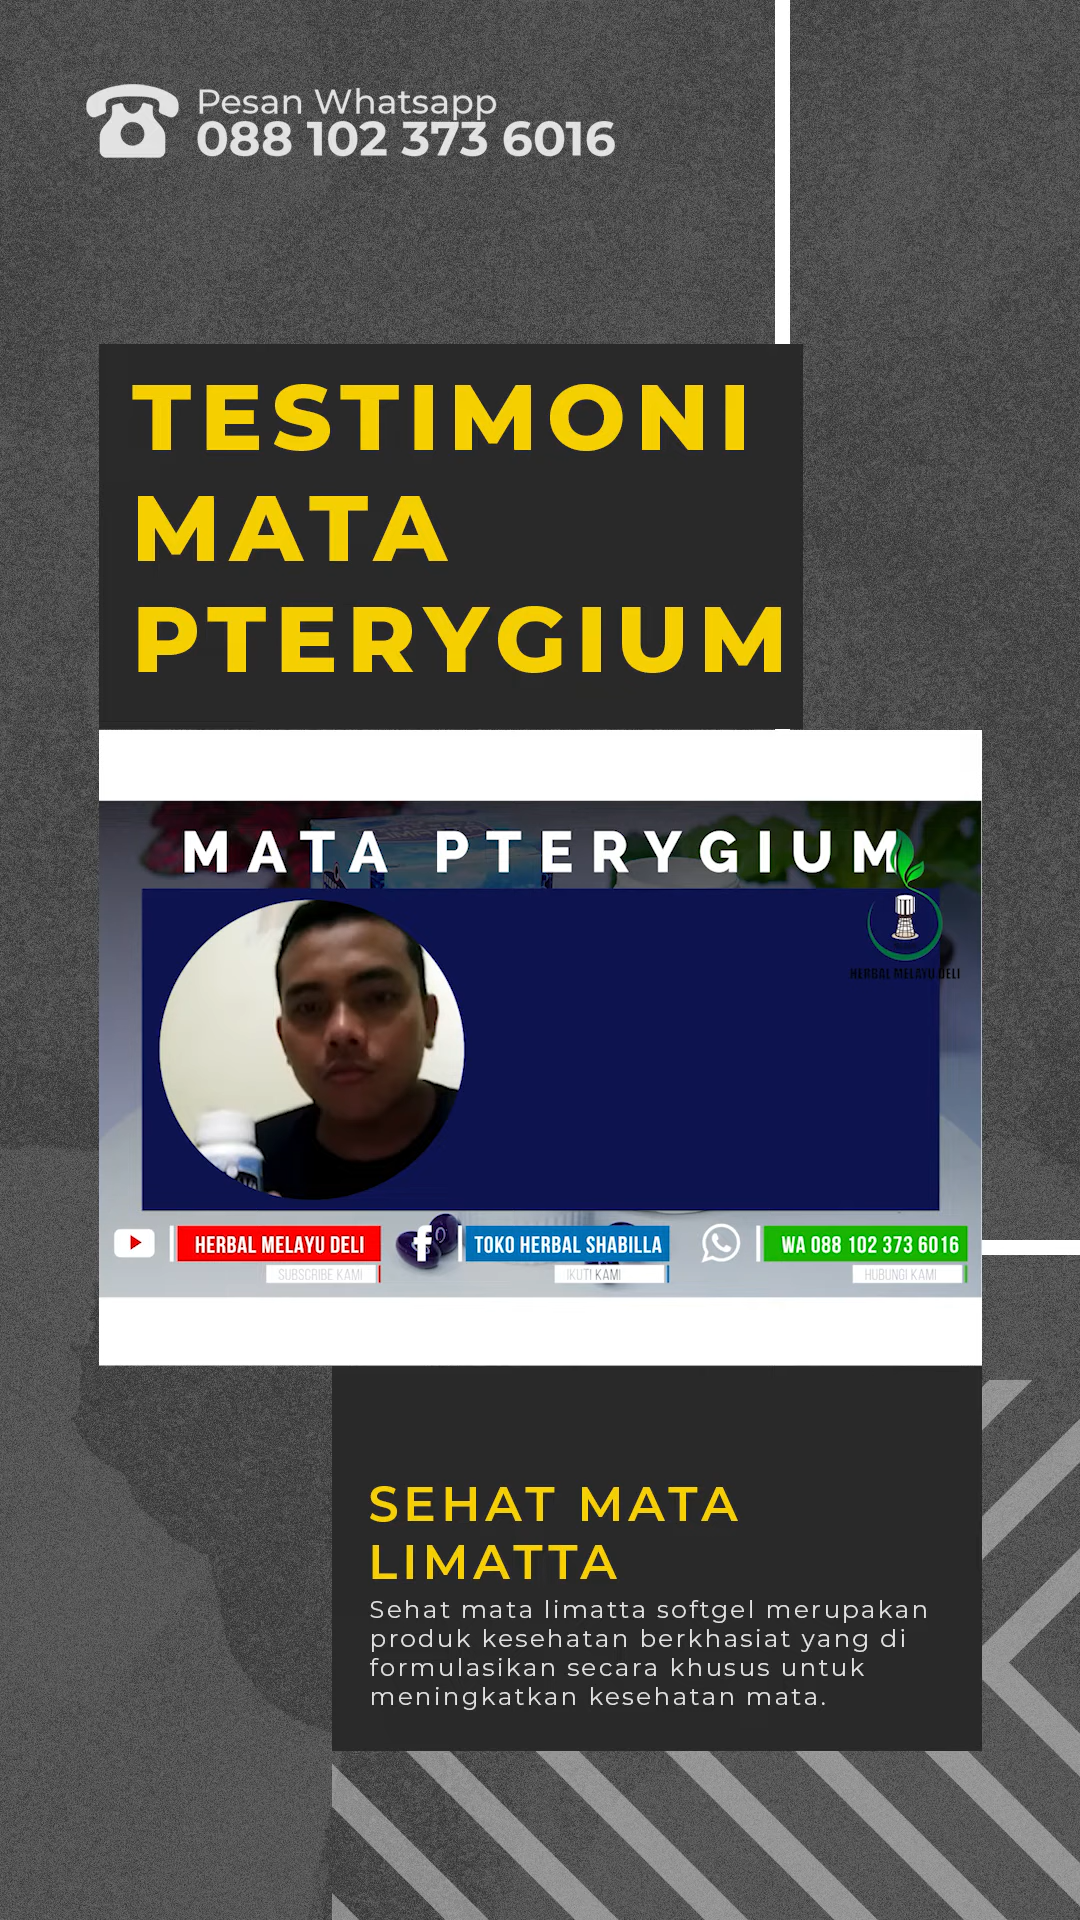 Pesan Whatsapp
088 102 373 6016
TESTIMONI
MATA
PTERYGIUM
MATA PTERYGIUM
HERBAL MELAYU DELI
HERBAL MELAYU DELI
SUBSCRIBE KAMI
TOKO HERBAL SHABILLA
IKUTI KAMI
WA 088 102 373 6016
HUBUNGI KAMI
SEHAT MATA
LIMATTA
Sehat mata limatta softgel merupakan
produk kesehatan berkhasiat yang di
formulasikan secara khusus untuk
meningkatkan kesehatan mata.